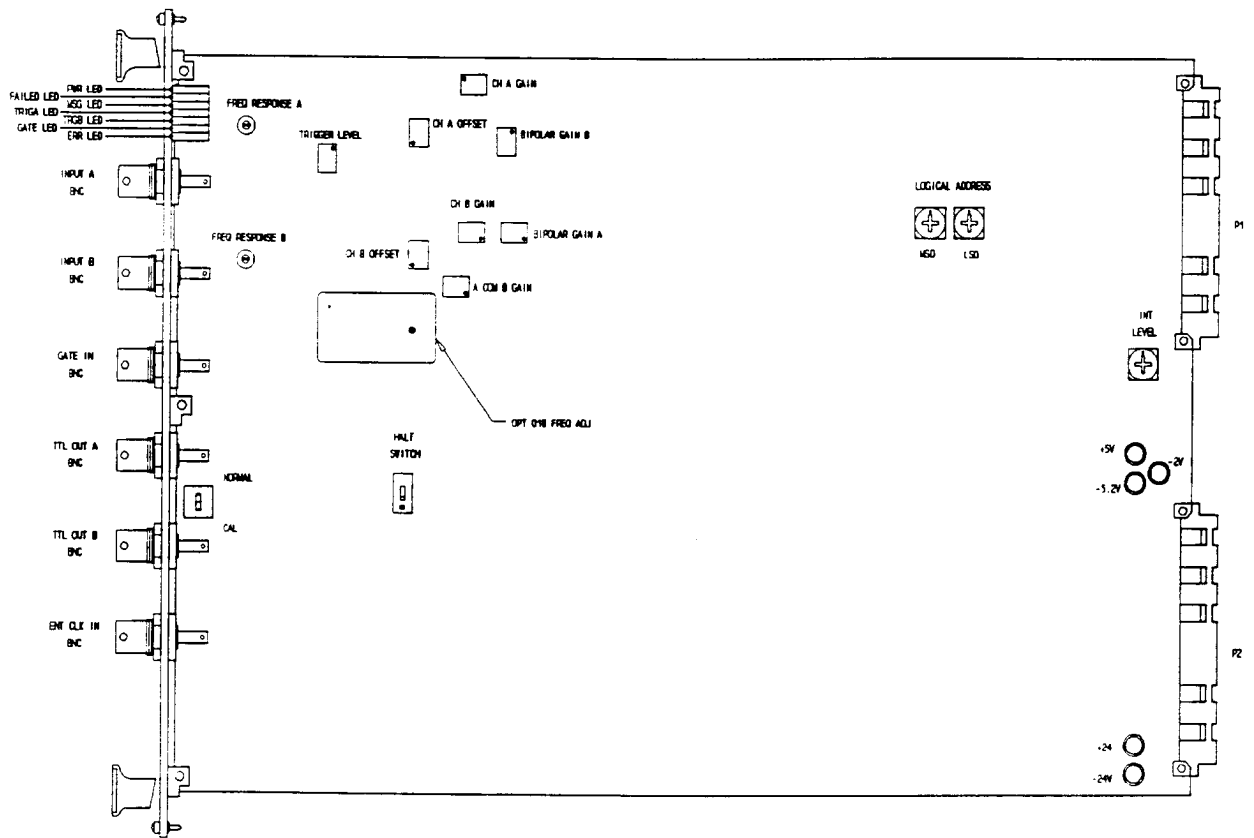 PWR LED
FAILED LED
MSG LED
TRIGA LED
TRGB LED
GATE LED
ERR LED
INPUT A
BNC
INPUT B
BNC
GATE IN
BNC
TTL OUT A
BNC
TTL OUT B
BNC
BNC
FREQ RESPONSE A
TRIGGER LEVEL
CH A GAIN
CH A OFFSET
BIPOLAR GAIN B
CH B GAIN
FREQ RESPONSE B
CH B OFFSET
BIPOLAR GAIN A
A COM B GAIN
OPT 010 FREQ ADJ
HALT
SWITCH
NORMAL
CAL
LOGICAL ADDRESS
MSD
LSD
P1
INT
LEVEL
+5V
-2V
-5.2V
P2
+24
-24V